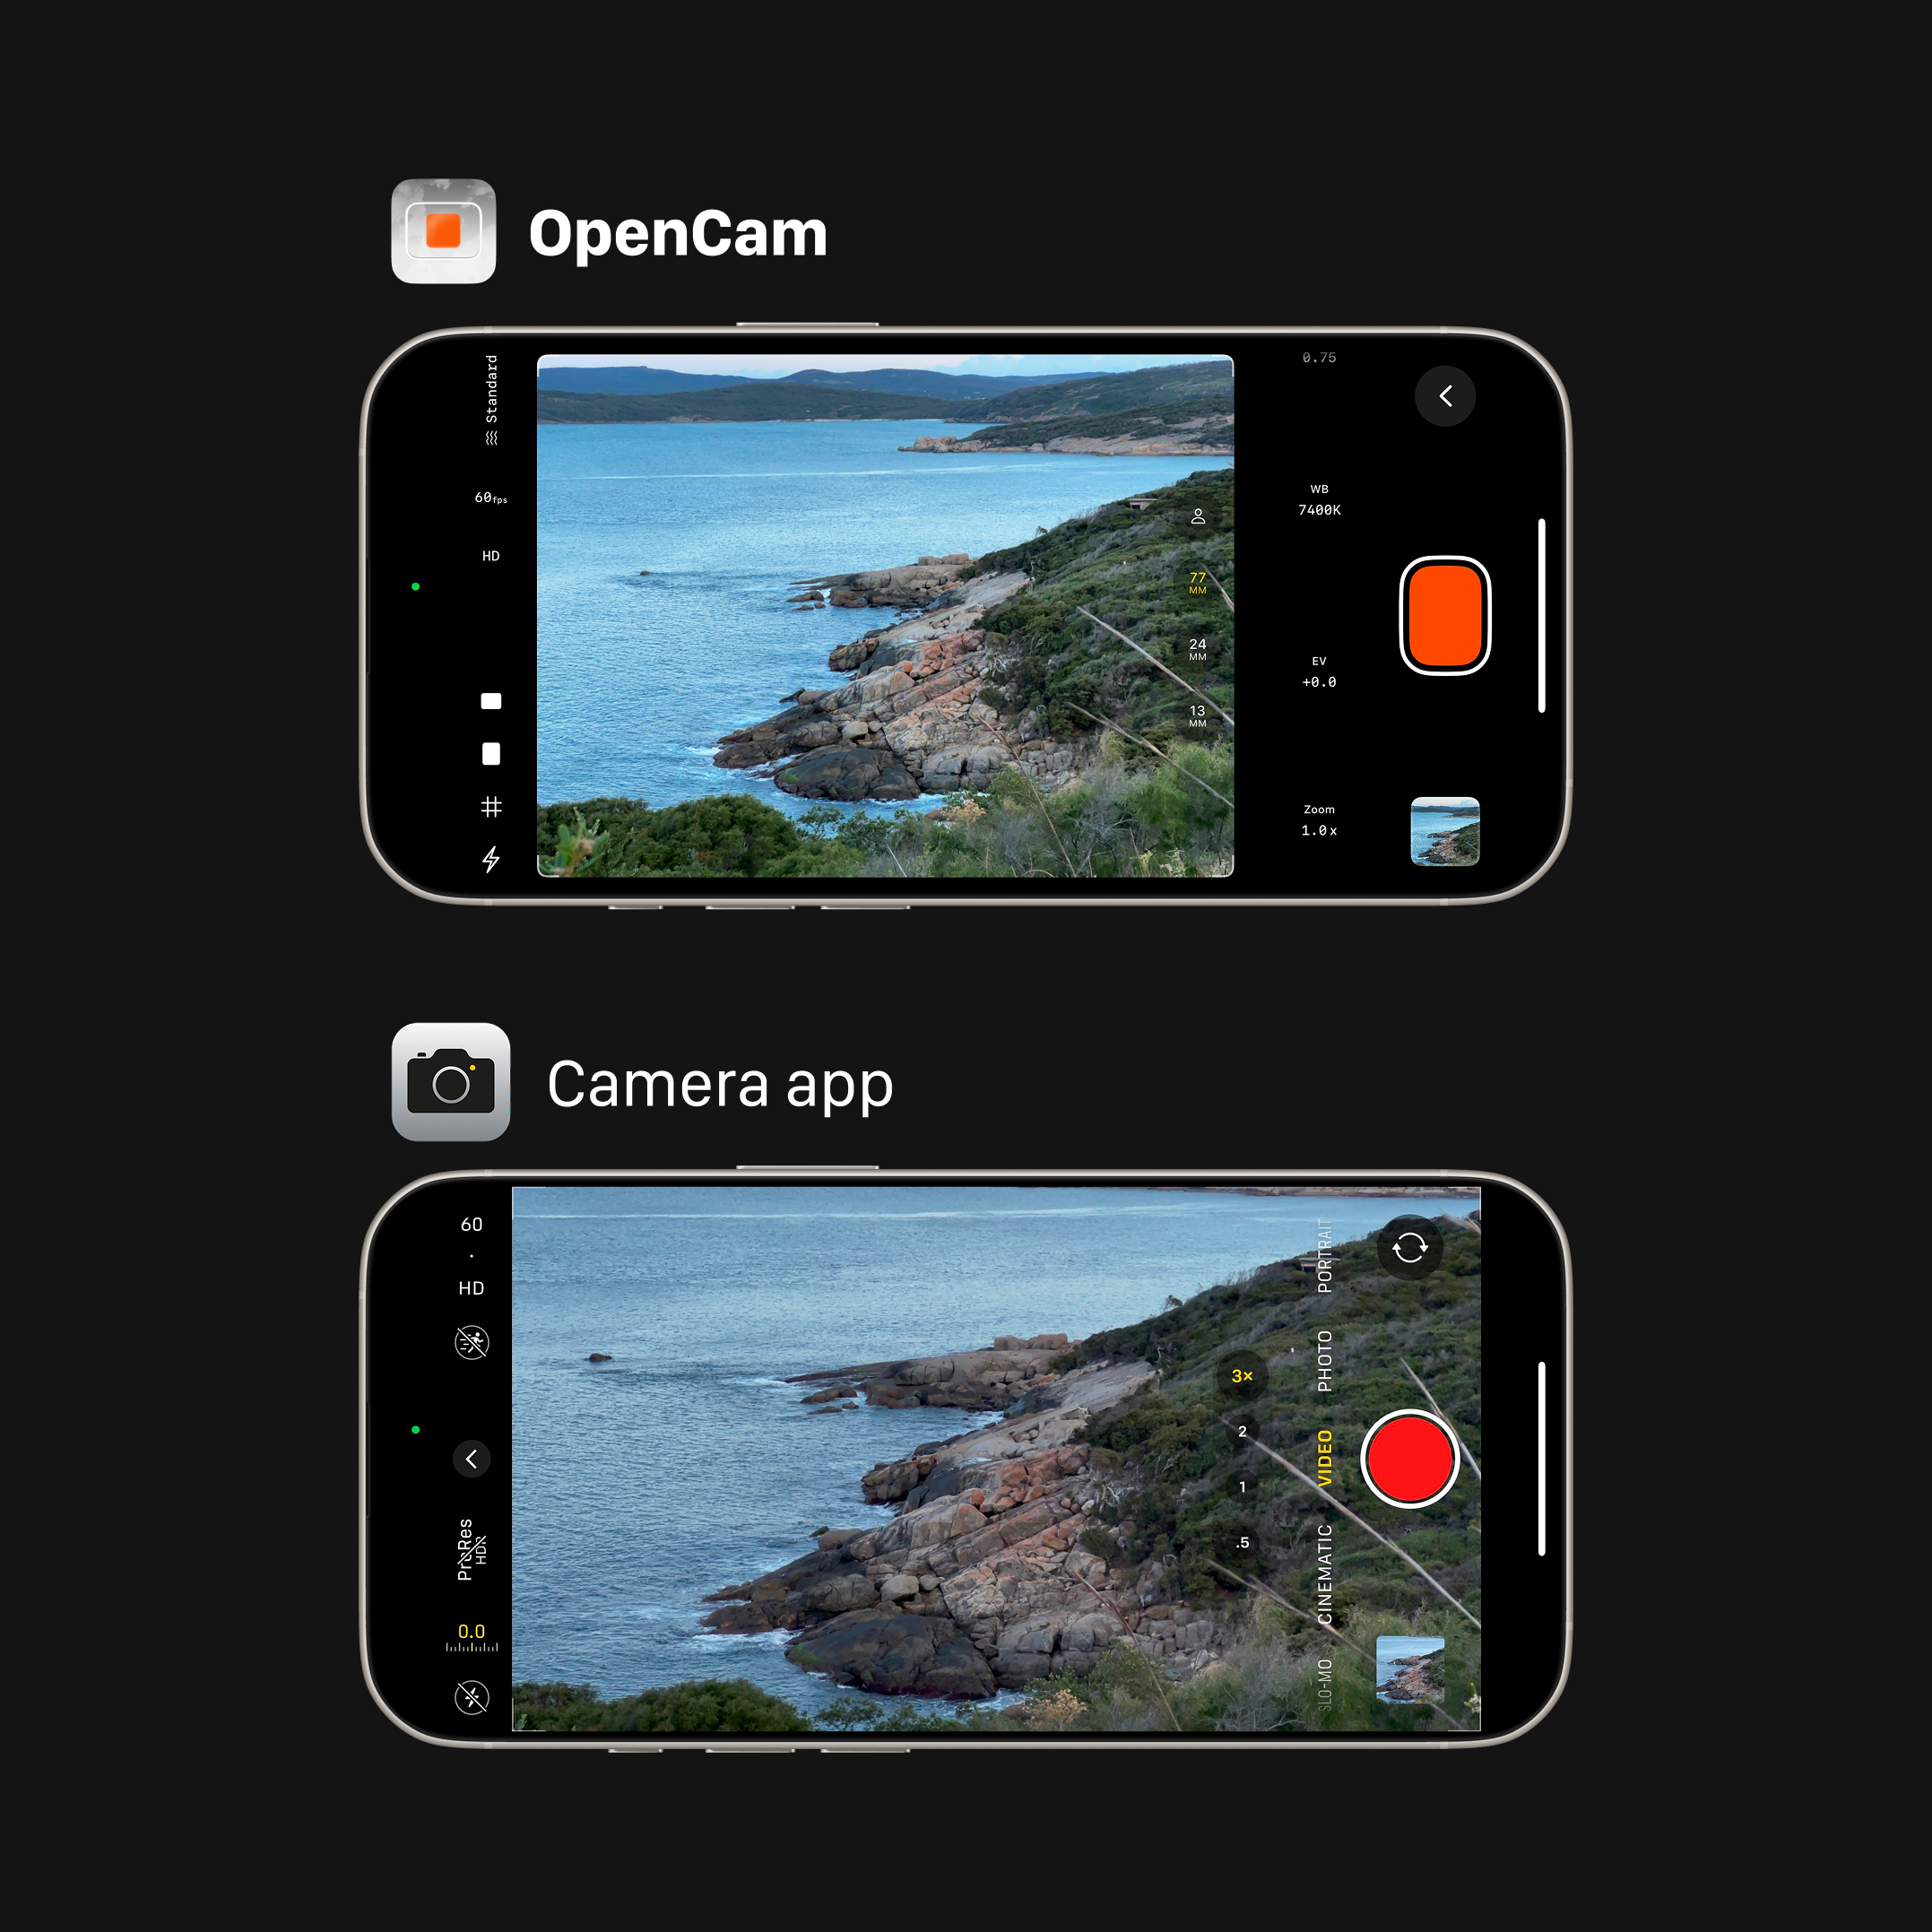 OpenCam
Standard
60fps
HD
77
MM
24
MM
13
MM
0.75
WB
7400K
EV
+0.0
Zoom
1.0x
Camera app
60
HD
ProRes
HDR
0.0
3×
2
1
.5
PORTRAIT
PHOTO
VIDEO
CINEMATIC
SLO-MO